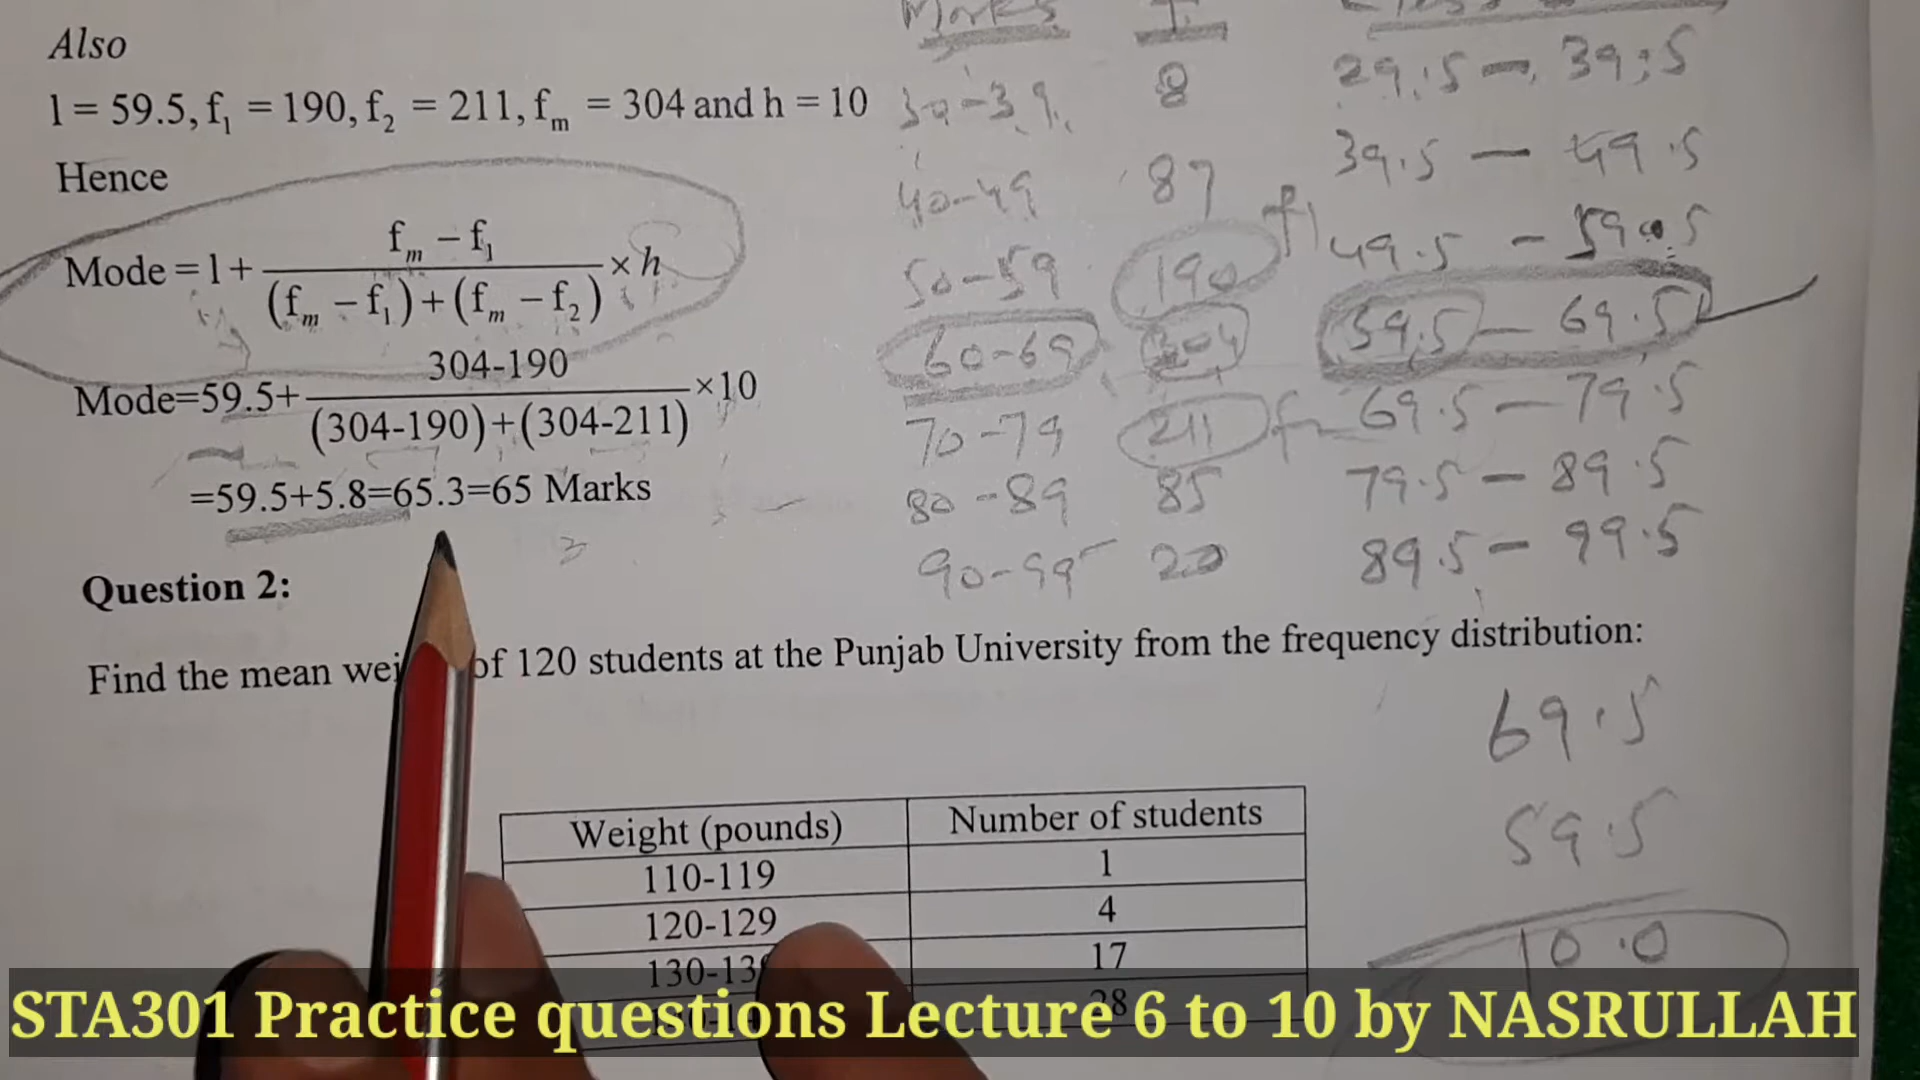 Also
l = 59.5, f₁ = 190, f₂ = 211, fₘ = 304 and h = 10
Hence
Mode = l + (fₘ − f₁) / ((fₘ − f₁) + (fₘ − f₂)) × h
Mode=59.5+ (304-190) / ((304-190)+(304-211)) ×10
=59.5+5.8=65.3=65 Marks
Marks f
30-39 8 29.5 – 39.5
40-49 87 39.5 – 49.5
50-59 190 f1 49.5 – 59.5
60-69 304 59.5 – 69.5
70-79 211 f2 69.5 – 79.5
80-89 85 79.5 – 89.5
90-99 20 89.5 – 99.5
Question 2:
Find the mean wei of 120 students at the Punjab University from the frequency distribution:
69.5
59.5
10.0
Weight (pounds) Number of students
110-119 1
120-129 4
130-13 17
28
STA301 Practice questions Lecture 6 to 10 by NASRULLAH